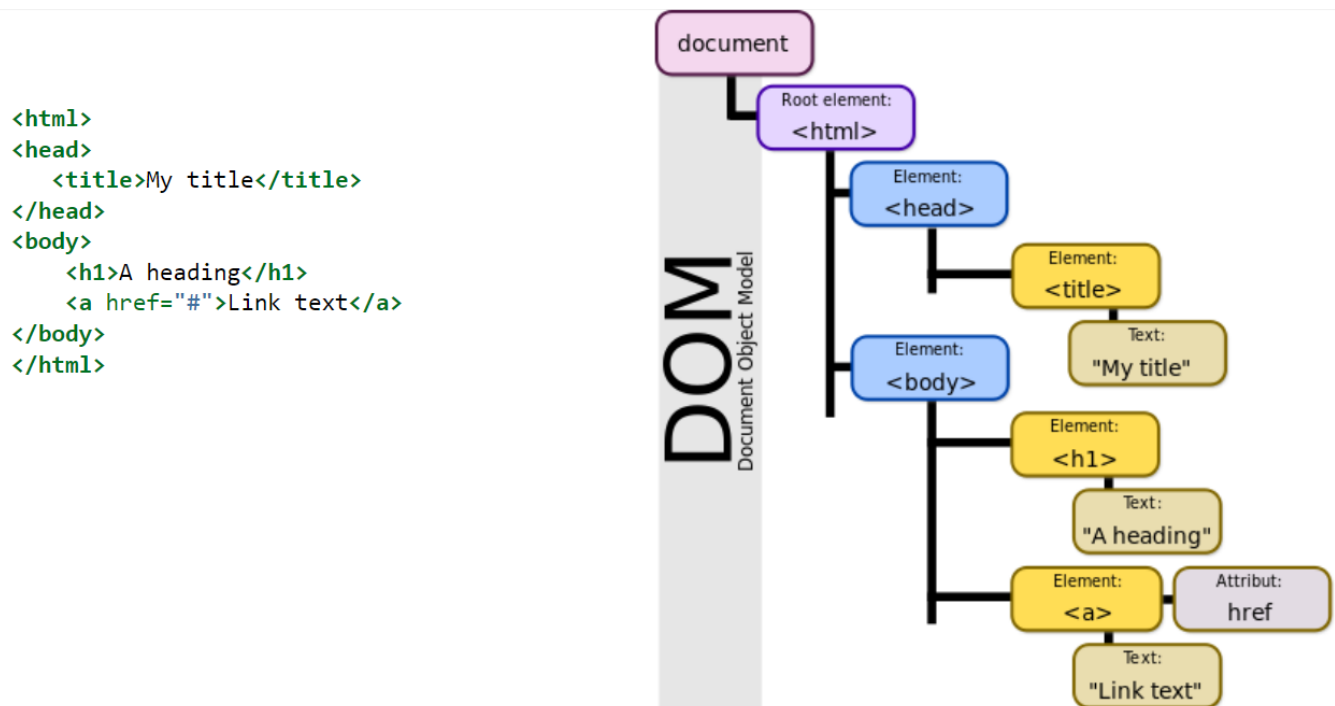 <html>
<head>
<title>My title</title>
</head>
<body>
<h1>A heading</h1>
<a href="#">Link text</a>
</body>
</html>
document
Root element:
<html>
Element:
<head>
Element:
<title>
Text:
"My title"
Element:
<body>
Element:
<h1>
Text:
"A heading"
Element:
<a>
Attribut:
href
Text:
"Link text"
DOM
Document Object Model